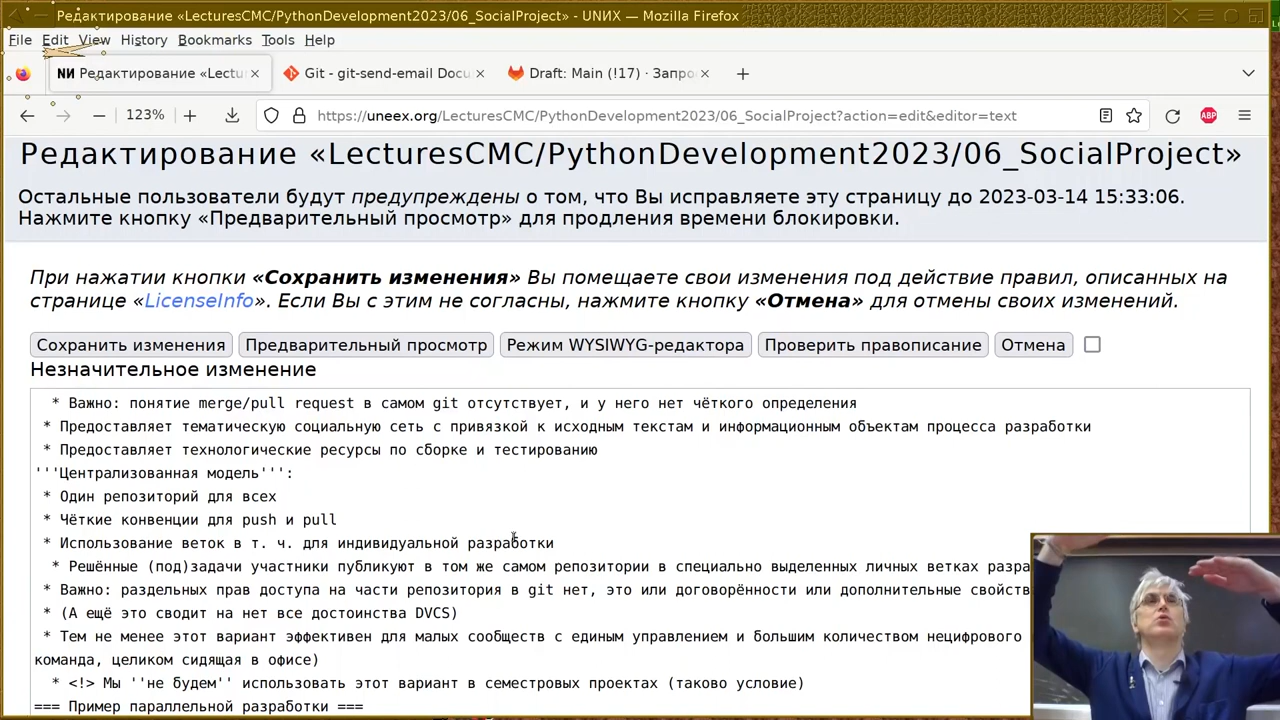 Редактирование «LecturesCMC/PythonDevelopment2023/06_SocialProject» - UNИX — Mozilla Firefox
File Edit View History Bookmarks Tools Help
NИ Редактирование «Lectu
Git - git-send-email Docu
Draft: Main (!17) · Запро
123%
https://uneex.org/LecturesCMC/PythonDevelopment2023/06_SocialProject?action=edit&editor=text
ABP
Редактирование «LecturesCMC/PythonDevelopment2023/06_SocialProject»
Остальные пользователи будут предупреждены о том, что Вы исправляете эту страницу до 2023-03-14 15:33:06.
Нажмите кнопку «Предварительный просмотр» для продления времени блокировки.
При нажатии кнопки «Сохранить изменения» Вы помещаете свои изменения под действие правил, описанных на
странице «LicenseInfo». Если Вы с этим не согласны, нажмите кнопку «Отмена» для отмены своих изменений.
Сохранить изменения Предварительный просмотр Режим WYSIWYG-редактора Проверить правописание Отмена
Незначительное изменение
* Важно: понятие merge/pull request в самом git отсутствует, и у него нет чёткого определения
* Предоставляет тематическую социальную сеть с привязкой к исходным текстам и информационным объектам процесса разработки
* Предоставляет технологические ресурсы по сборке и тестированию
'''Централизованная модель''':
* Один репозиторий для всех
* Чёткие конвенции для push и pull
* Использование веток в т. ч. для индивидуальной разработки
* Решённые (под)задачи участники публикуют в том же самом репозитории в специально выделенных личных ветках разра
* Важно: раздельных прав доступа на части репозитория в git нет, это или договорённости или дополнительные свойств
* (А ещё это сводит на нет все достоинства DVCS)
* Тем не менее этот вариант эффективен для малых сообществ с единым управлением и большим количеством нецифрового
команда, целиком сидящая в офисе)
* <!> Мы ''не будем'' использовать этот вариант в семестровых проектах (таково условие)
=== Пример параллельной разработки ===